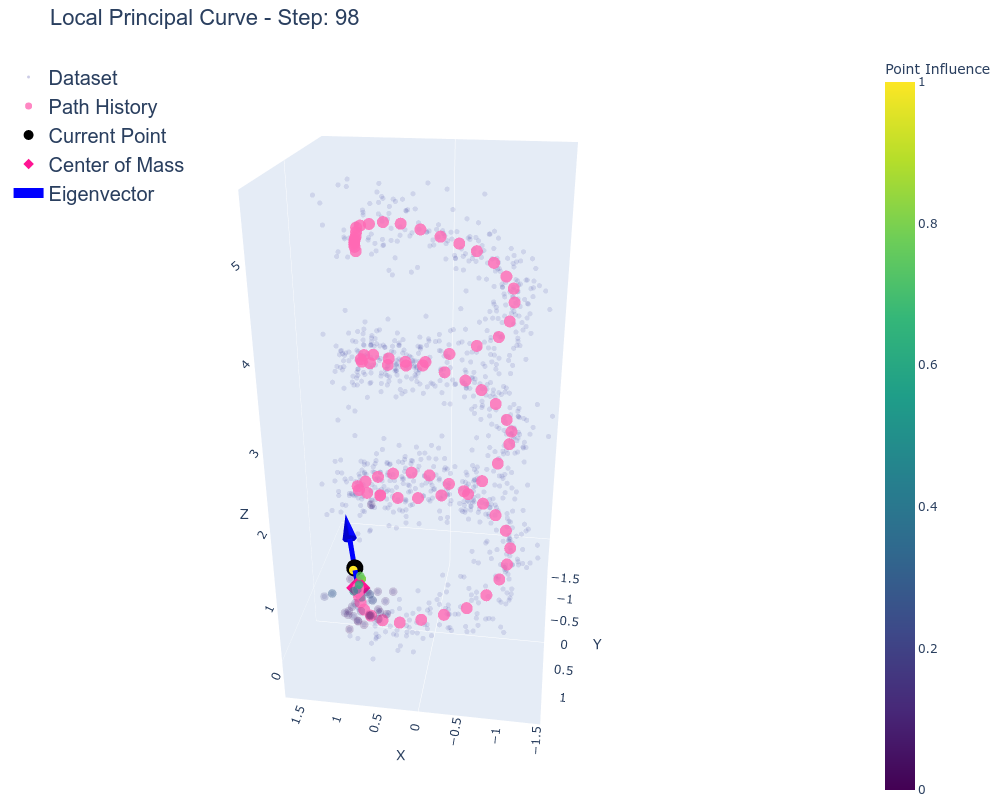 Local Principal Curve - Step: 98
Dataset
Path History
Current Point
Center of Mass
Eigenvector
Point Influence
1
0.8
0.6
0.4
0.2
0
5
4
3
Z
2
1
0
−1.5
−1
−0.5
0
Y
0.5
1
1.5
1
0.5
0
−0.5
−1
−1.5
X